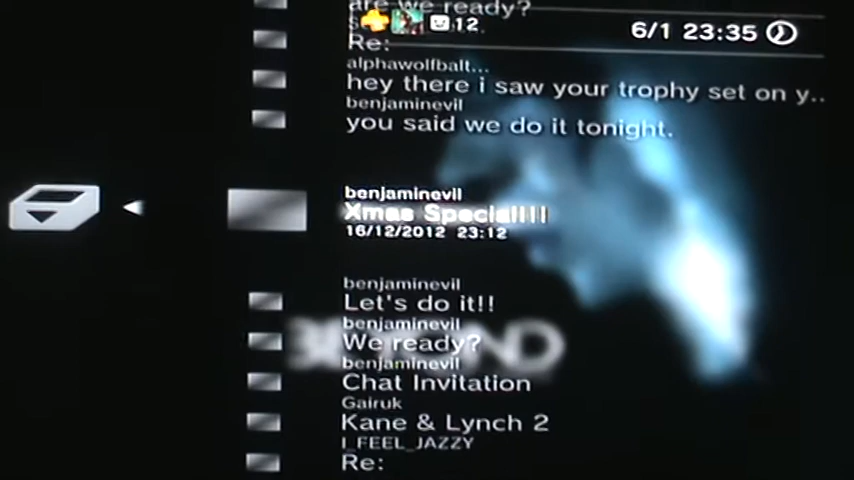 are we ready?
12
6/1 23:35
Re:
alphawolfbalt...
hey there i saw your trophy set on y..
benjaminevil
you said we do it tonight.
benjaminevil
Xmas Special!!!
16/12/2012 23:12
benjaminevil
Let's do it!!
benjaminevil
We ready?
BEYOND
benjaminevil
Chat Invitation
Gairuk
Kane & Lynch 2
I_FEEL_JAZZY
Re: